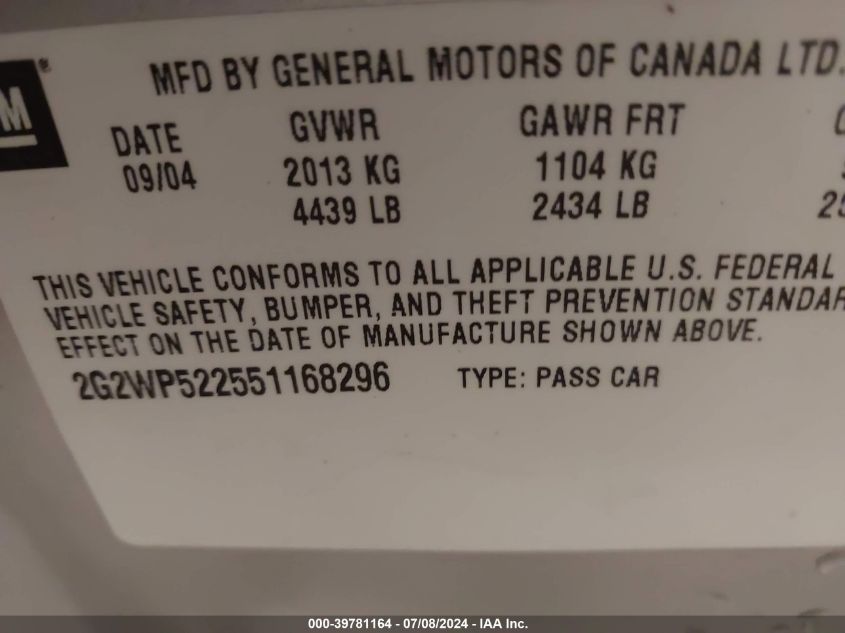 MFD BY GENERAL MOTORS OF CANADA LTD.
DATE GVWR GAWR FRT
09/04 2013 KG 1104 KG
4439 LB 2434 LB 25
THIS VEHICLE CONFORMS TO ALL APPLICABLE U.S. FEDERAL
VEHICLE SAFETY, BUMPER, AND THEFT PREVENTION STANDAR
EFFECT ON THE DATE OF MANUFACTURE SHOWN ABOVE.
2G2WP522551168296 TYPE: PASS CAR
000-39781164 - 07/08/2024 - IAA Inc.